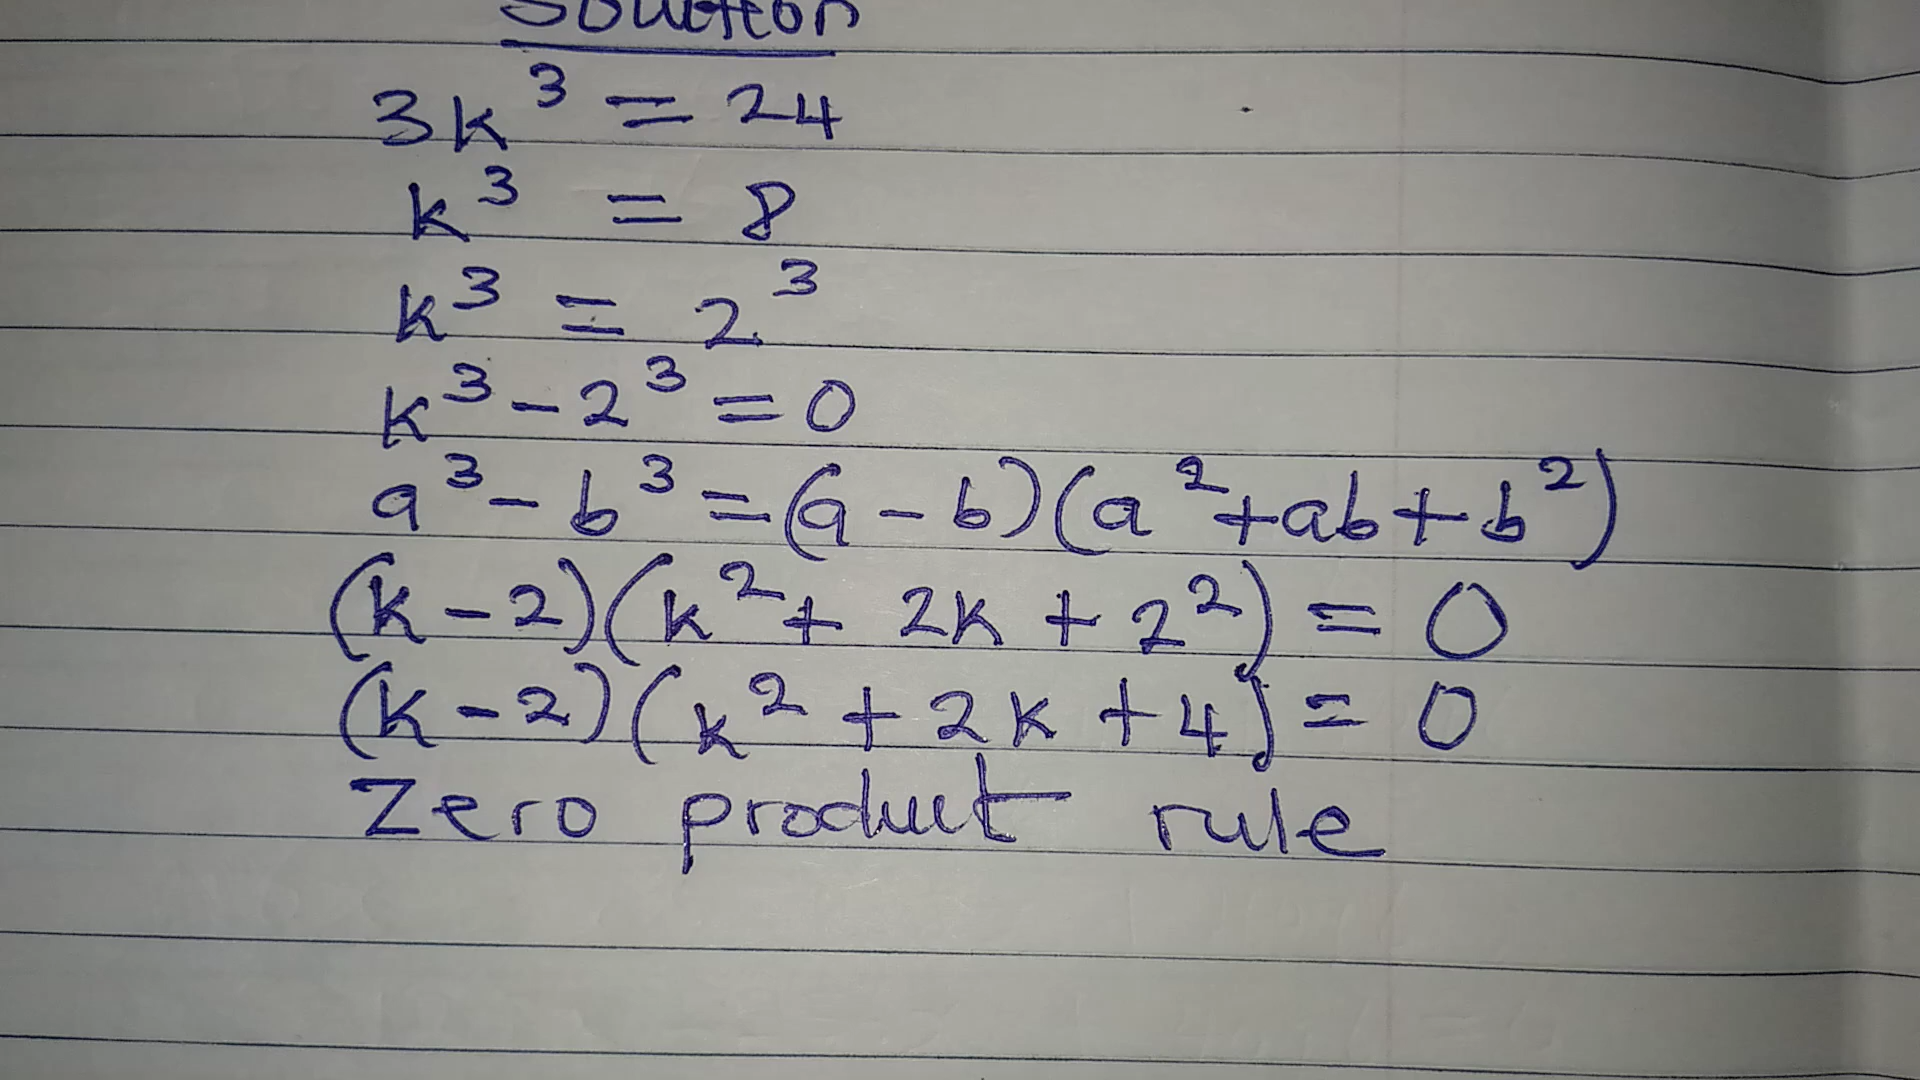 Solution
3k³ = 24
k³ = 8
k³ = 2³
k³ - 2³ = 0
a³ - b³ = (a - b)(a² + ab + b²)
(k - 2)(k² + 2k + 2²) = 0
(k - 2)(k² + 2k + 4) = 0
Zero product rule